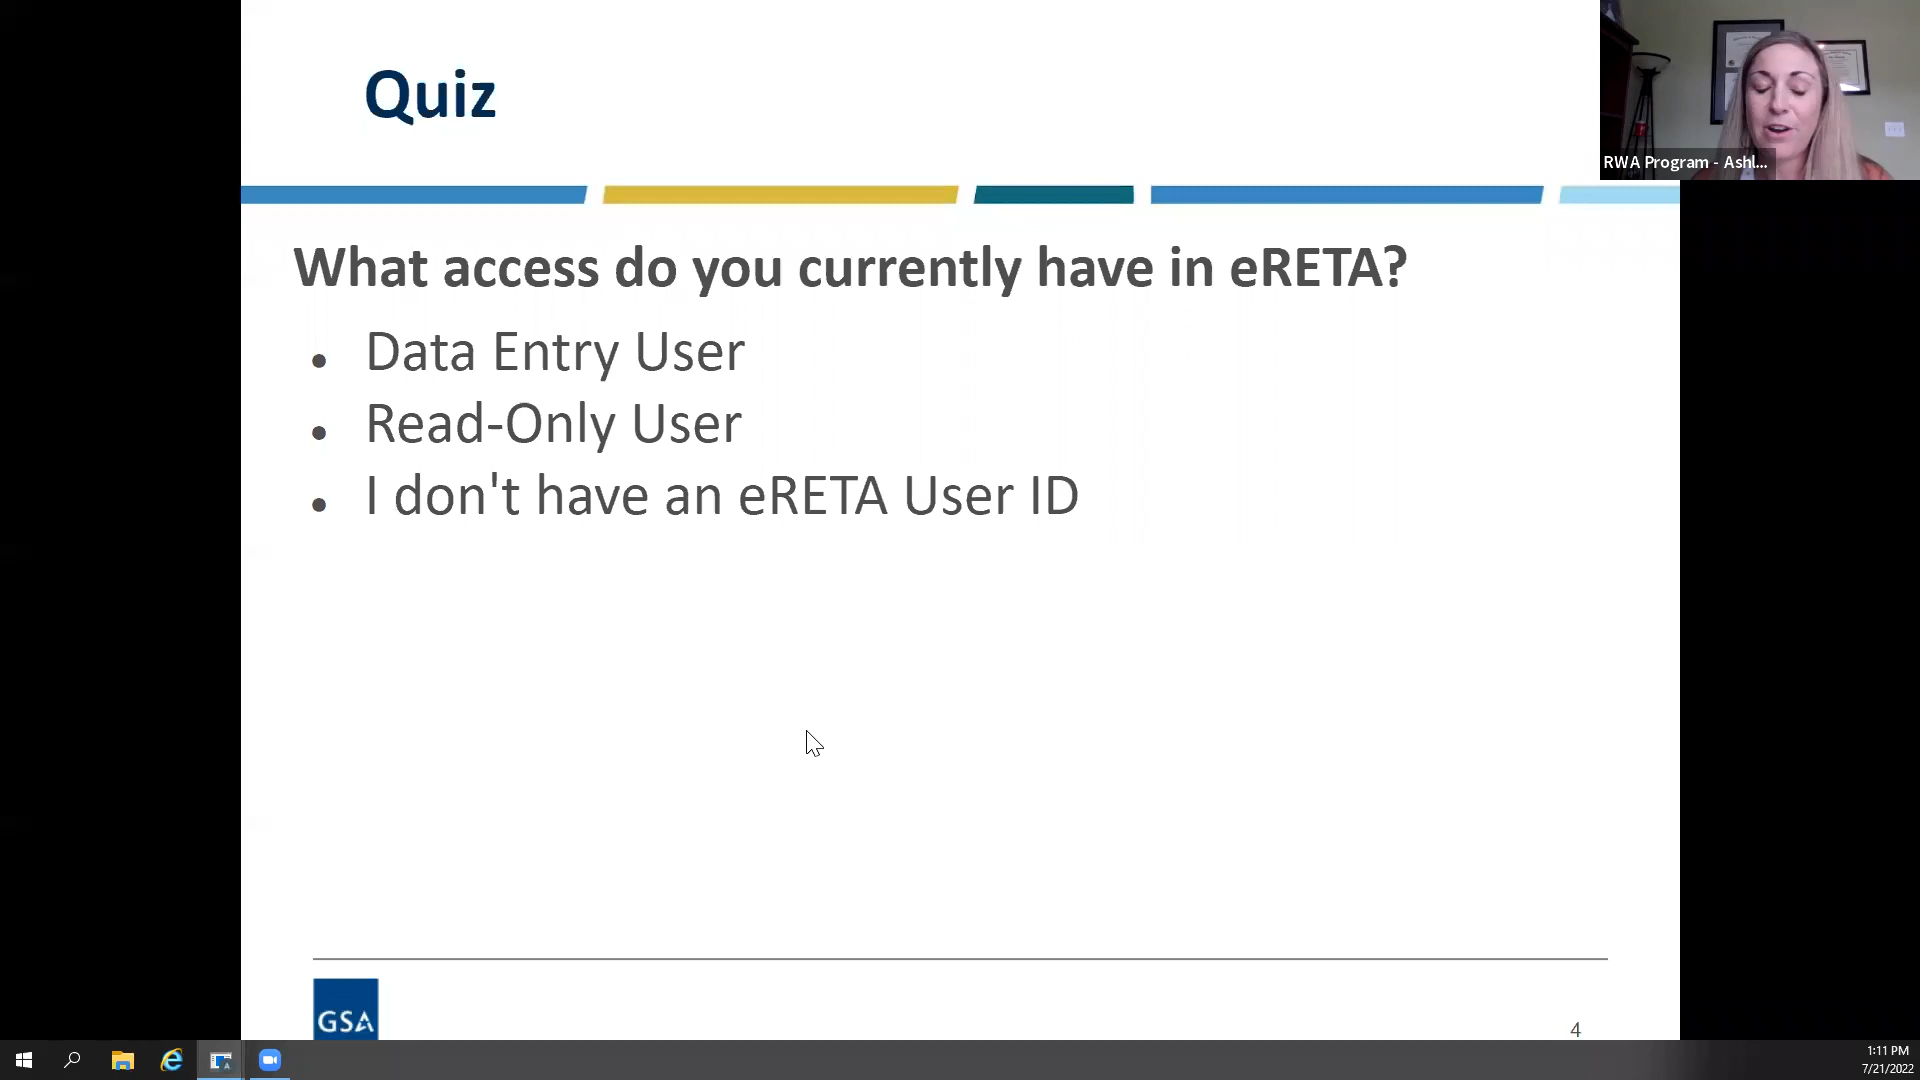 Quiz
RWA Program - Ashl...
What access do you currently have in eRETA?
• Data Entry User
• Read-Only User
• I don't have an eRETA User ID
GSA
4
1:11 PM
7/21/2022